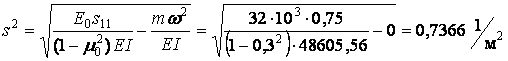 s² = √(E₀s₁₁ / ((1−μ₀²)EI) − mω² / EI) = √(32·10³·0,75 / ((1−0,3²)·48605,56) − 0) = 0,7366 1/м²